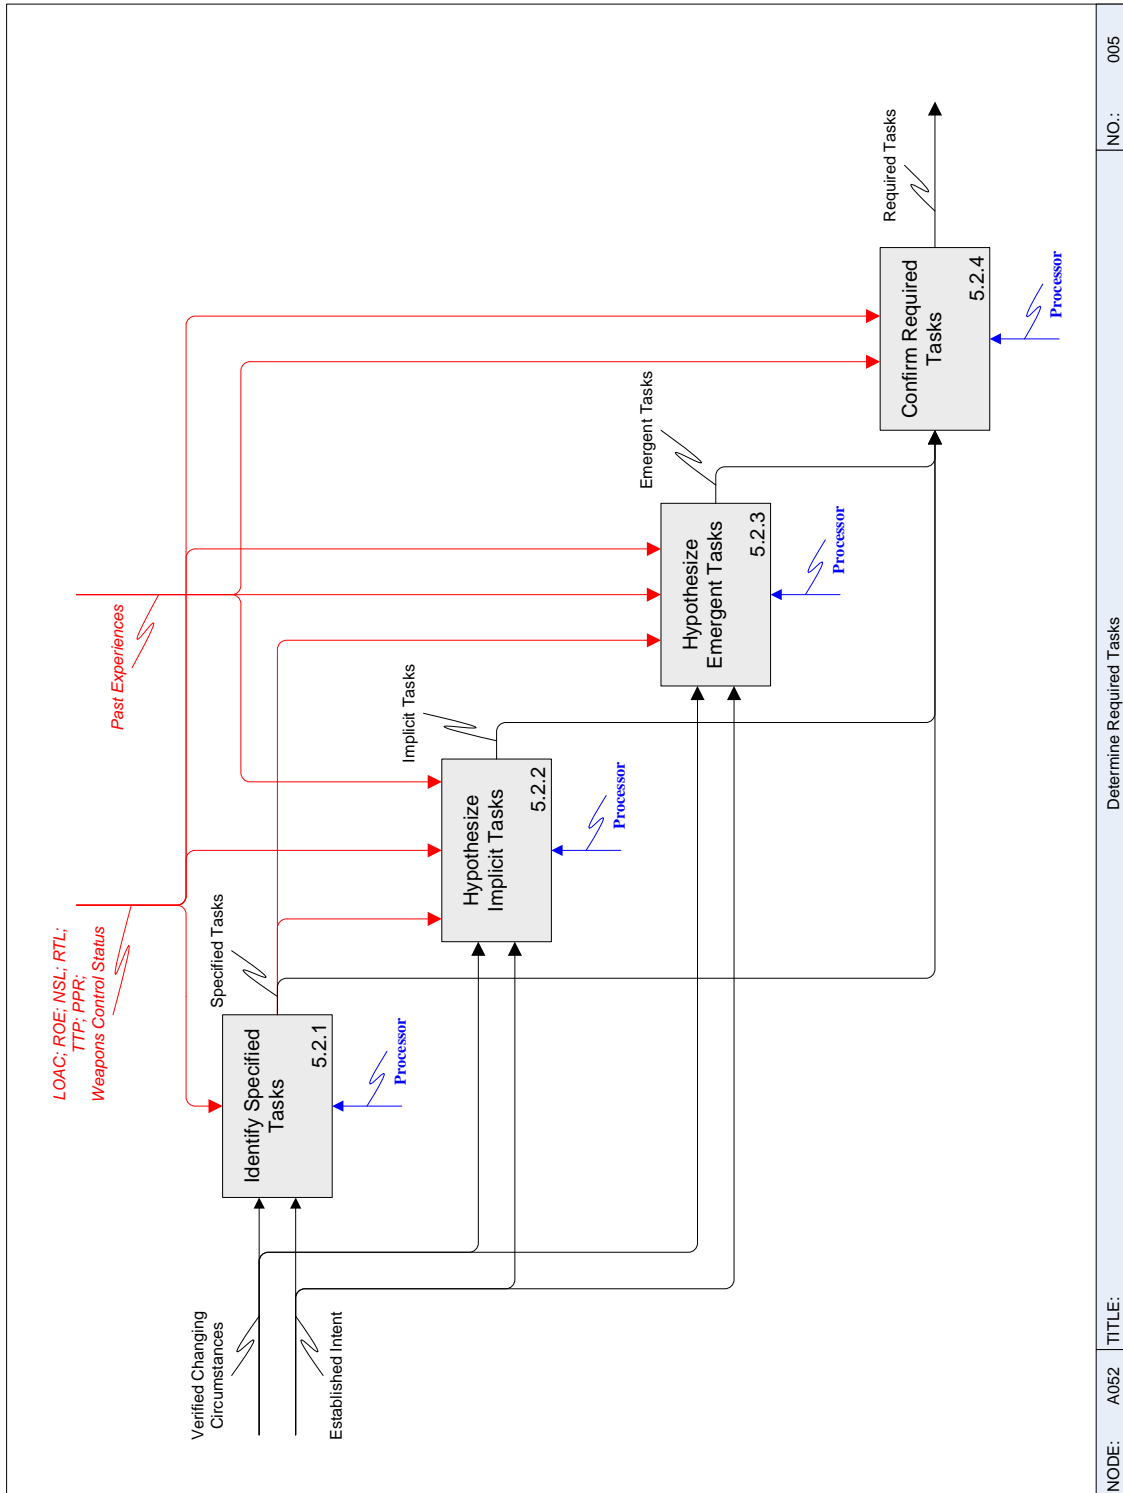 LOAC; ROE; NSL; RTL;
TTP; PPR;
Weapons Control Status
Past Experiences
Verified Changing
Circumstances
Established Intent
Identify Specified
Tasks
5.2.1
Processor
Specified Tasks
Hypothesize
Implicit Tasks
5.2.2
Processor
Implicit Tasks
Hypothesize
Emergent Tasks
5.2.3
Processor
Emergent Tasks
Confirm Required
Tasks
5.2.4
Processor
Required Tasks
NODE: A052 TITLE: Determine Required Tasks NO.: 005